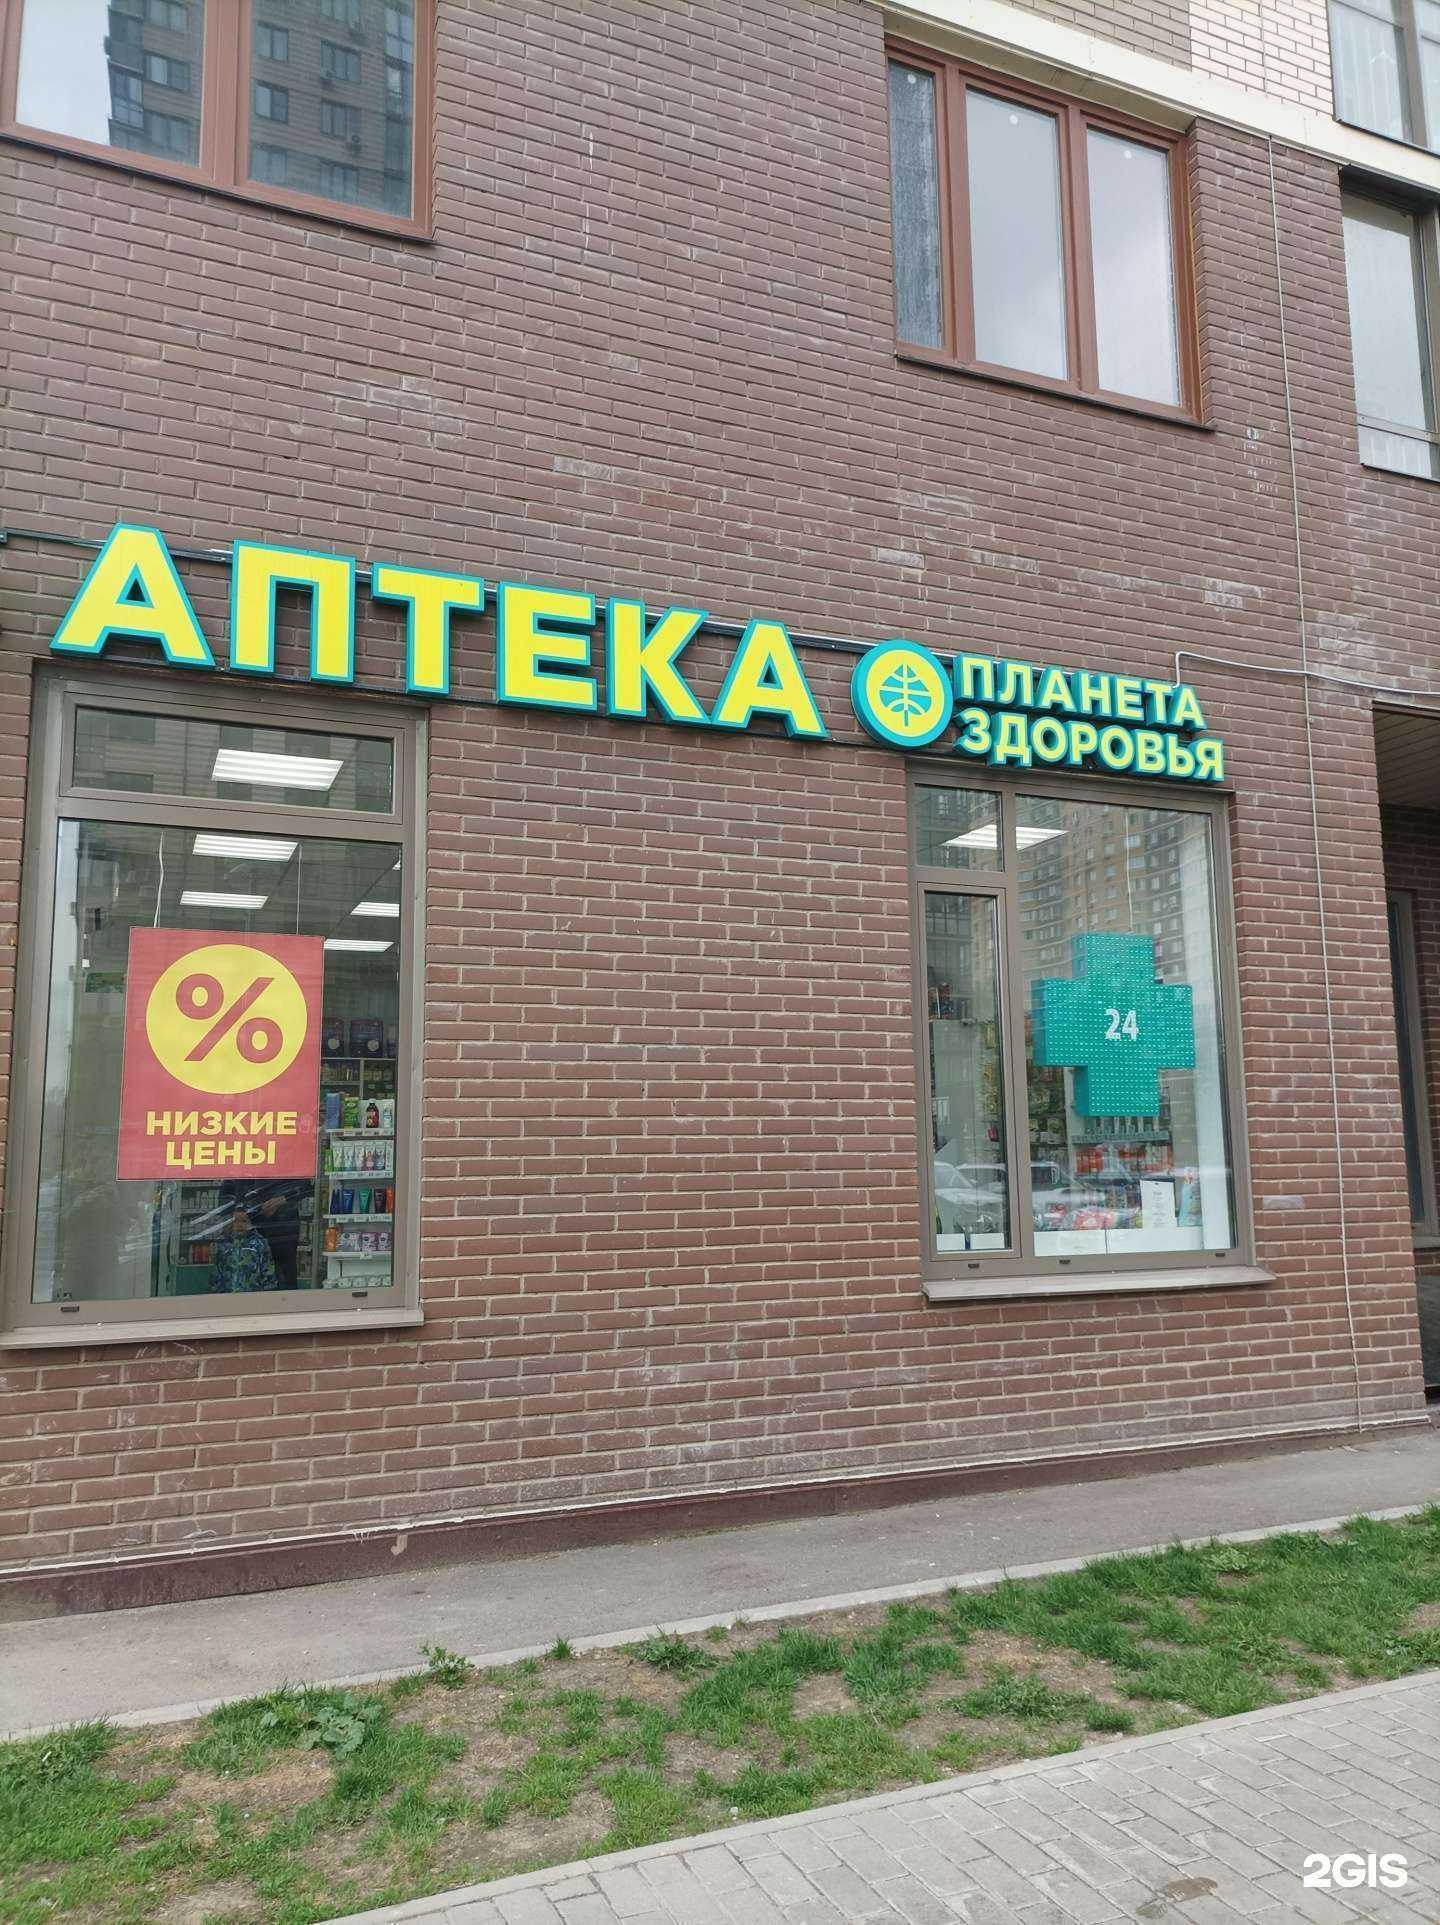 АПТЕКА
ПЛАНЕТА
ЗДОРОВЬЯ
%
НИЗКИЕ
ЦЕНЫ
24
2GIS